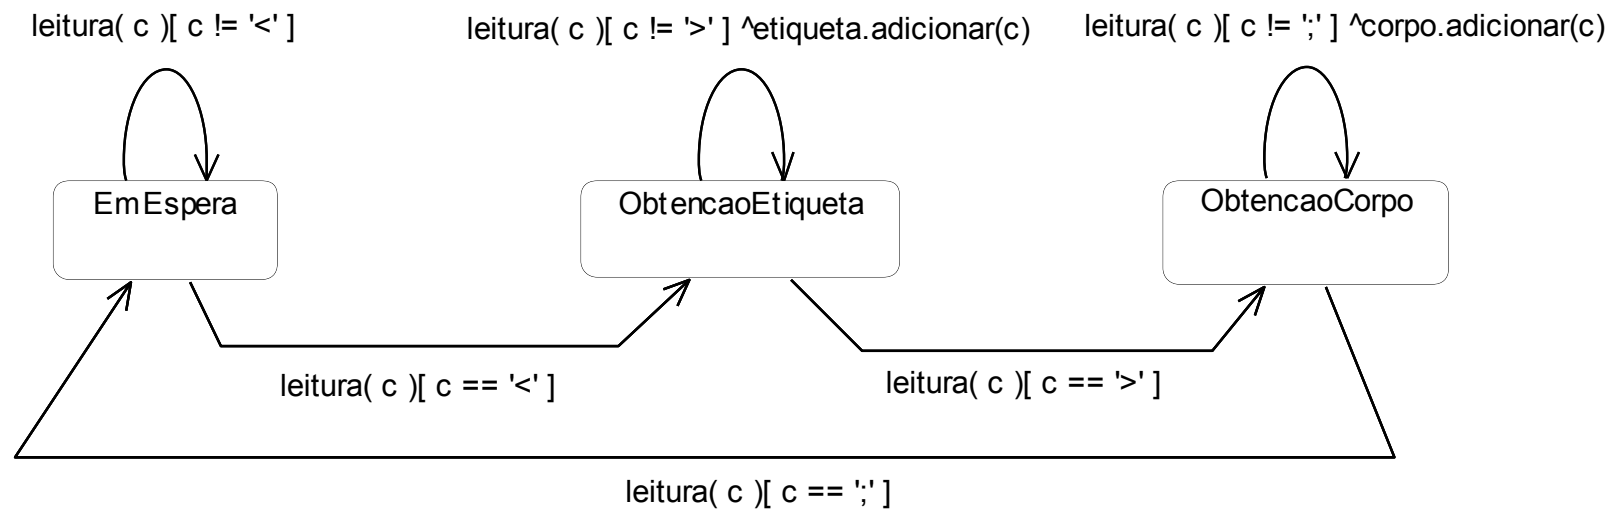 leitura( c )[ c != '<' ]
leitura( c )[ c != '>' ] ^etiqueta.adicionar(c)
leitura( c )[ c != ';' ] ^corpo.adicionar(c)
EmEspera
ObtencaoEtiqueta
ObtencaoCorpo
leitura( c )[ c == '<' ]
leitura( c )[ c == '>' ]
leitura( c )[ c == ';' ]